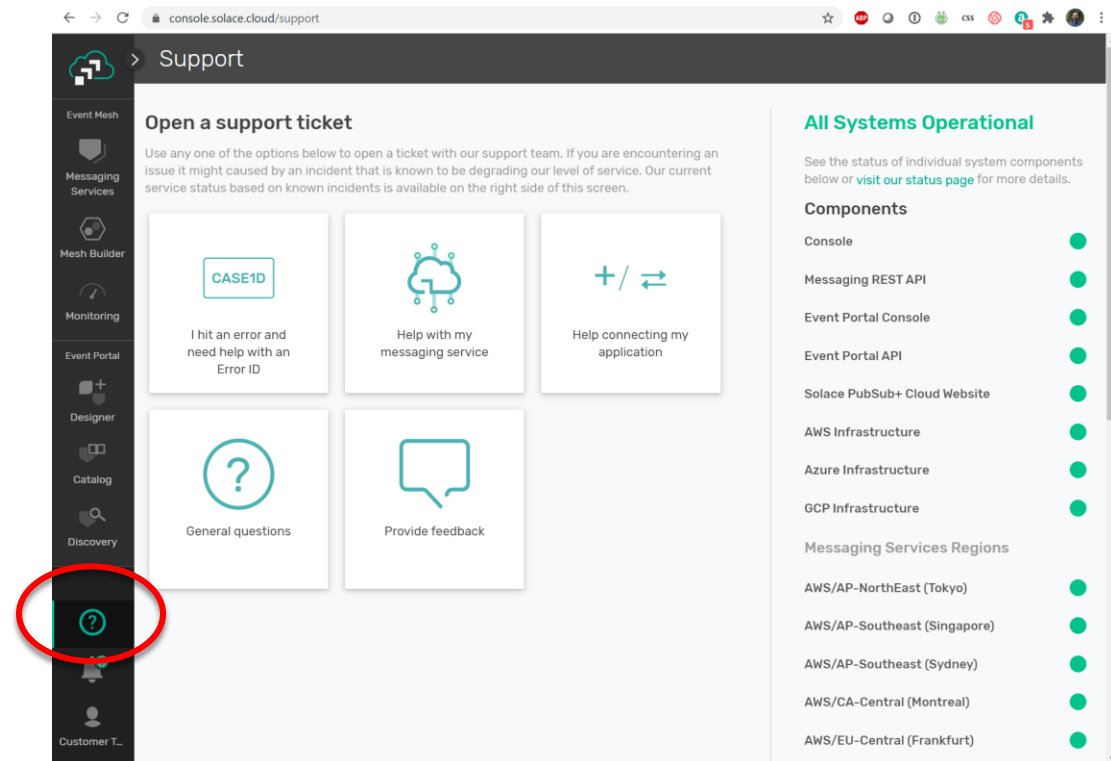 console.solace.cloud/support
ABP
css
5
Support
Event Mesh
Messaging
Services
Mesh Builder
Monitoring
Event Portal
Designer
Catalog
Discovery
Customer T...
Open a support ticket
Use any one of the options below to open a ticket with our support team. If you are encountering an
issue it might caused by an incident that is known to be degrading our level of service. Our current
service status based on known incidents is available on the right side of this screen.
CASE1D
I hit an error and
need help with an
Error ID
Help with my
messaging service
+/
Help connecting my
application
?
General questions
Provide feedback
?
All Systems Operational
See the status of individual system components
below or visit our status page for more details.
Components
Console
Messaging REST API
Event Portal Console
Event Portal API
Solace PubSub+ Cloud Website
AWS Infrastructure
Azure Infrastructure
GCP Infrastructure
Messaging Services Regions
AWS/AP-NorthEast (Tokyo)
AWS/AP-Southeast (Singapore)
AWS/AP-Southeast (Sydney)
AWS/CA-Central (Montreal)
AWS/EU-Central (Frankfurt)